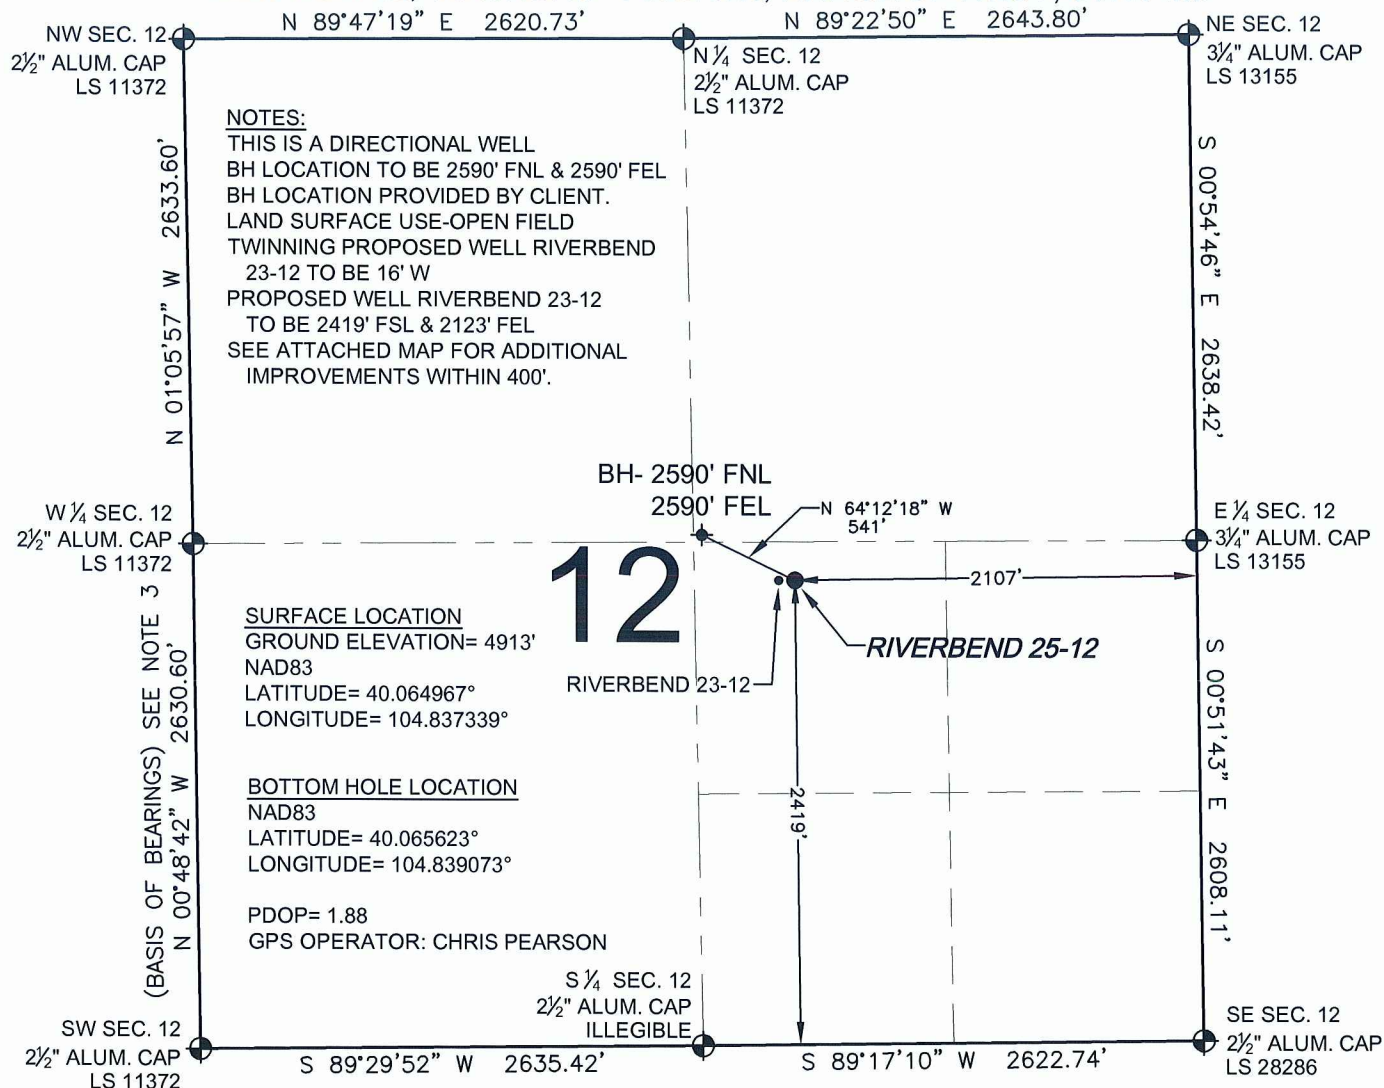 N 89°47'19" E 2620.73'
N 89°22'50" E 2643.80'
NW SEC. 12
2½" ALUM. CAP
LS 11372
N ¼ SEC. 12
2½" ALUM. CAP
LS 11372
NE SEC. 12
3¼" ALUM. CAP
LS 13155
NOTES:
THIS IS A DIRECTIONAL WELL
BH LOCATION TO BE 2590' FNL & 2590' FEL
BH LOCATION PROVIDED BY CLIENT.
LAND SURFACE USE-OPEN FIELD
TWINNING PROPOSED WELL RIVERBEND
23-12 TO BE 16' W
PROPOSED WELL RIVERBEND 23-12
TO BE 2419' FSL & 2123' FEL
SEE ATTACHED MAP FOR ADDITIONAL
IMPROVEMENTS WITHIN 400'.
N 01°05'57" W 2633.60'
S 00°54'46" E 2638.42'
BH- 2590' FNL
2590' FEL
N 64°12'18" W
541'
W ¼ SEC. 12
2½" ALUM. CAP
LS 11372
E ¼ SEC. 12
3¼" ALUM. CAP
LS 13155
12
2107'
RIVERBEND 25-12
RIVERBEND 23-12
2419'
SURFACE LOCATION
GROUND ELEVATION= 4913'
NAD83
LATITUDE= 40.064967°
LONGITUDE= 104.837339°
BOTTOM HOLE LOCATION
NAD83
LATITUDE= 40.065623°
LONGITUDE= 104.839073°
PDOP= 1.88
GPS OPERATOR: CHRIS PEARSON
(BASIS OF BEARINGS) SEE NOTE 3
N 00°48'42" W 2630.60'
S 00°51'43" E 2608.11'
S ¼ SEC. 12
2½" ALUM. CAP
ILLEGIBLE
SW SEC. 12
2½" ALUM. CAP
LS 11372
SE SEC. 12
2½" ALUM. CAP
LS 28286
S 89°29'52" W 2635.42'
S 89°17'10" W 2622.74'